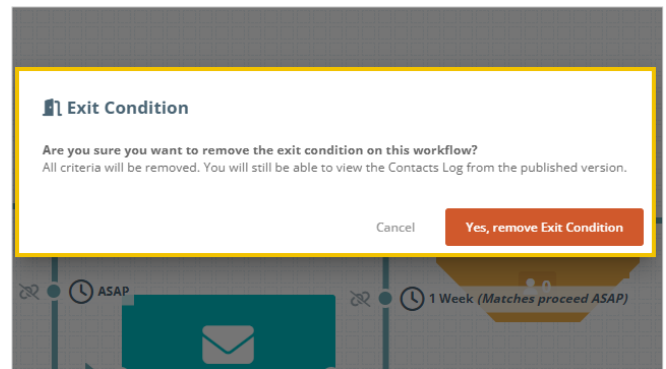 Exit Condition
Are you sure you want to remove the exit condition on this workflow?
All criteria will be removed. You will still be able to view the Contacts Log from the published version.
Cancel
Yes, remove Exit Condition
ASAP
0
1 Week (Matches proceed ASAP)